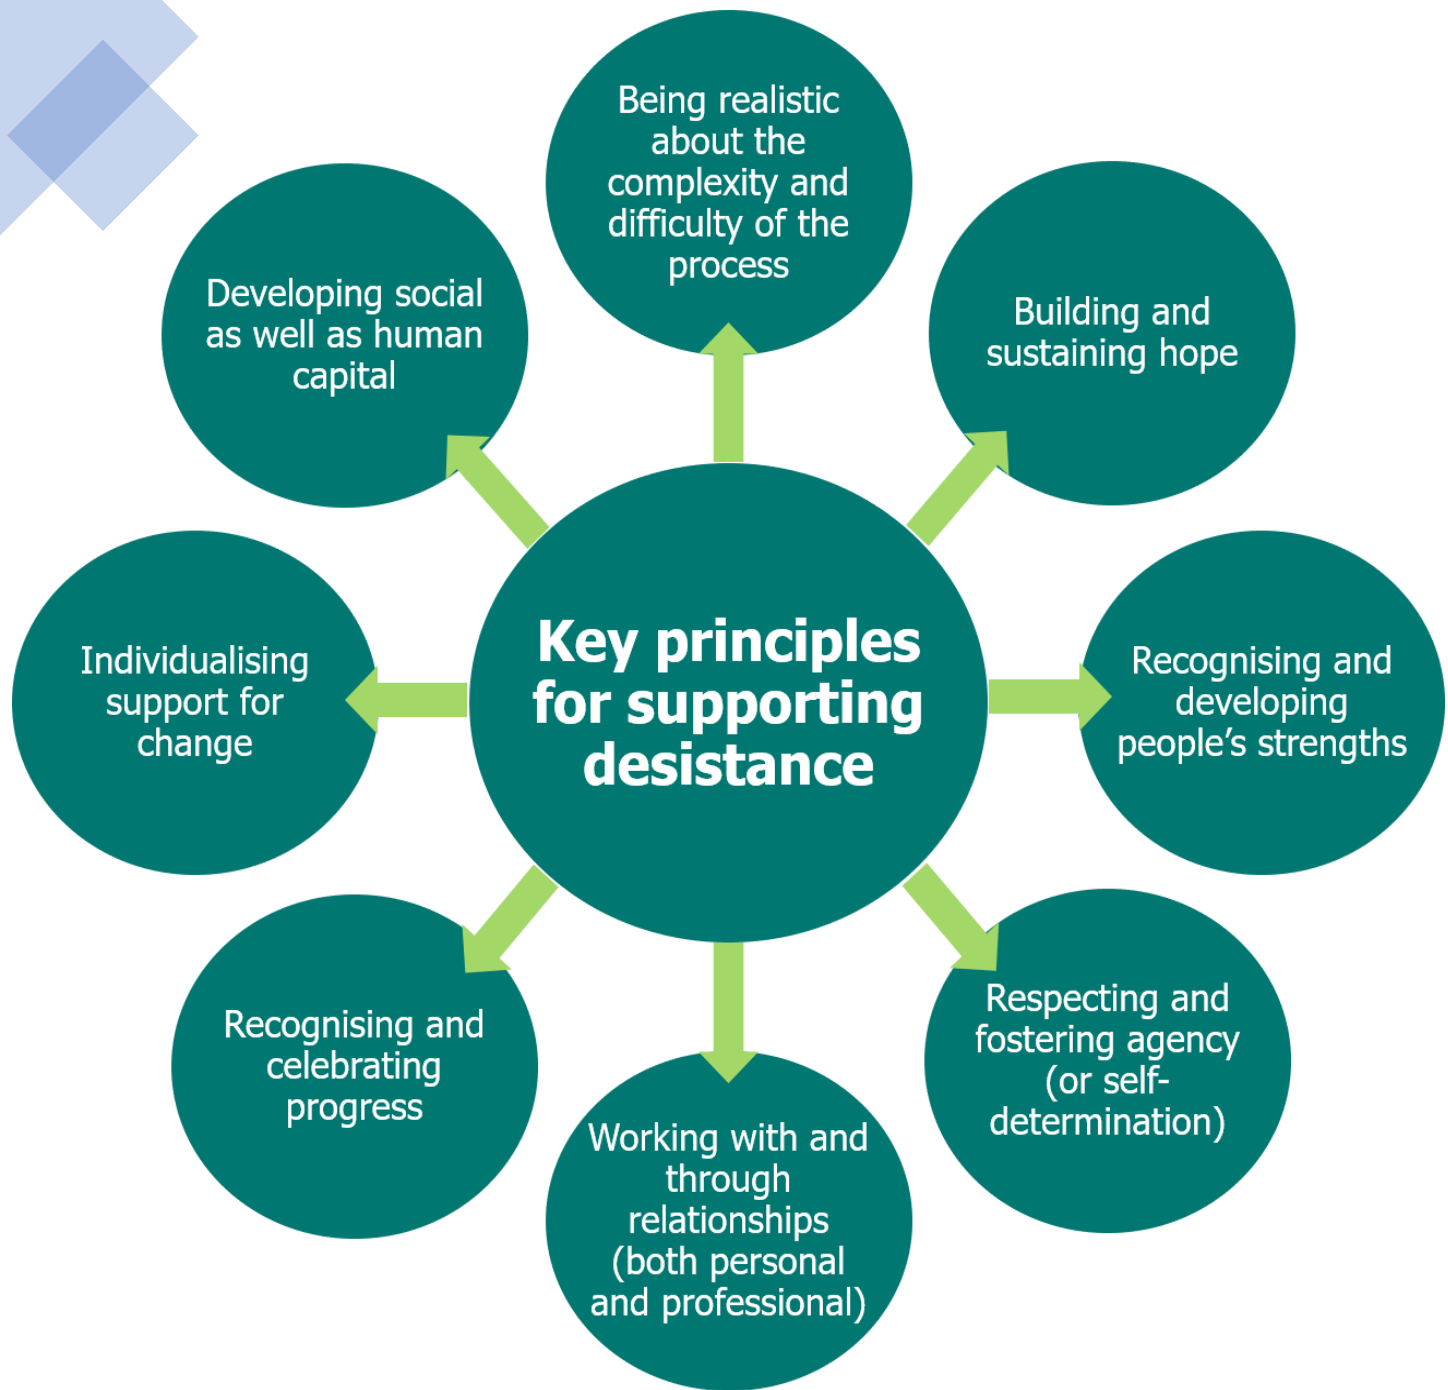 Being realistic
about the
complexity and
difficulty of the
process
Building and
sustaining hope
Recognising and
developing
people’s strengths
Respecting and
fostering agency
(or self-
determination)
Working with and
through
relationships
(both personal
and professional)
Recognising and
celebrating
progress
Individualising
support for
change
Developing social
as well as human
capital
Key principles
for supporting
desistance